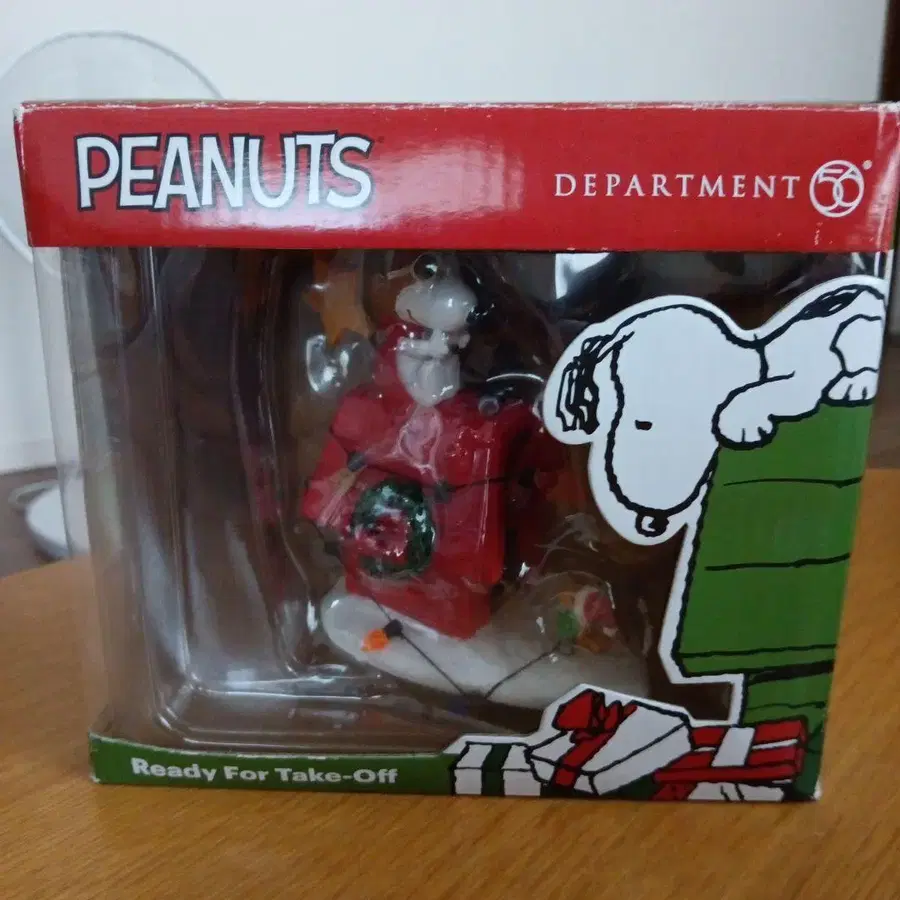 PEANUTS
DEPARTMENT 56®
Ready For Take-Off